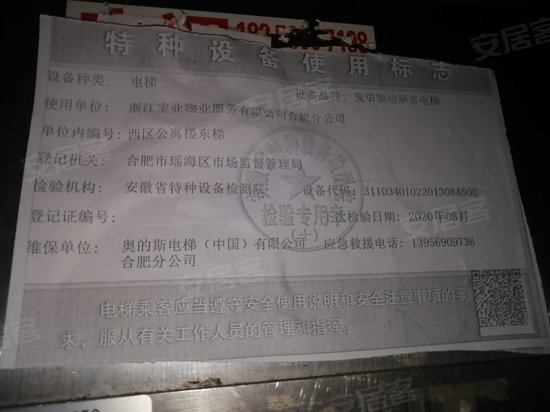 特种设备使用标志
设备种类： 电梯 设备品种：曳引驱动乘客电梯
使用单位： 浙江宝业物业服务有限公司合肥分公司
单位内编号：西区公寓楼东梯
登记机关： 合肥市瑶海区市场监督管理局
检验机构： 安徽省特种设备检测院 设备代码：3110340102201308A500
登记证编号： 下次检验日期：2020年08月
检验专用章
（十）
维保单位： 奥的斯电梯（中国）有限公司 应急救援电话：13956909736
合肥分公司
电梯乘客应当遵守安全使用说明和安全注意事项的要
求，服从有关工作人员的管理和指挥。
安居客